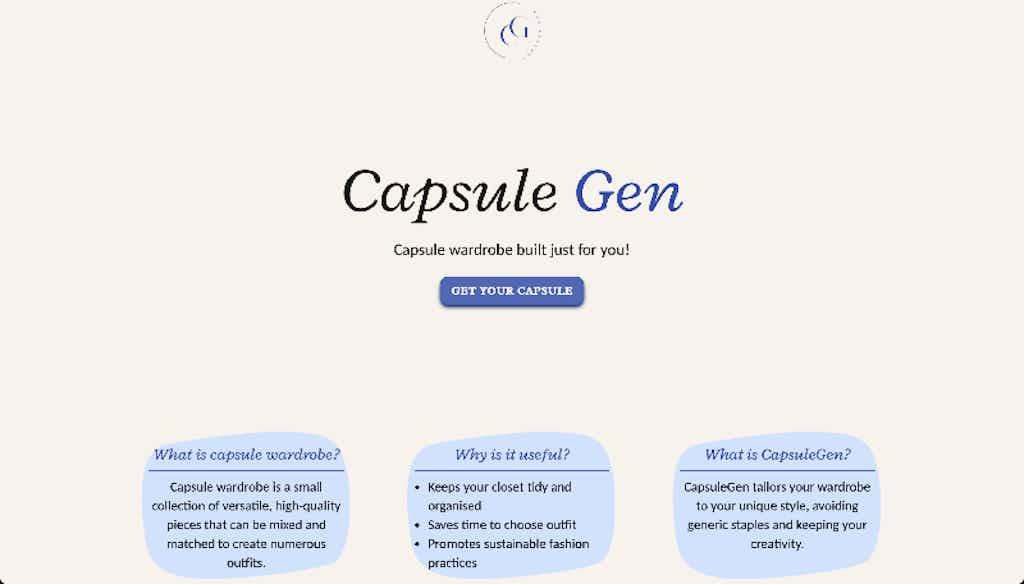 CG
Capsule Gen
Capsule wardrobe built just for you!
GET YOUR CAPSULE
What is capsule wardrobe?
Capsule wardrobe is a small
collection of versatile, high-quality
pieces that can be mixed and
matched to create numerous
outfits.
Why is it useful?
• Keeps your closet tidy and
organised
• Saves time to choose outfit
• Promotes sustainable fashion
practices
What is CapsuleGen?
CapsuleGen tailors your wardrobe
to your unique style, avoiding
generic staples and keeping your
creativity.